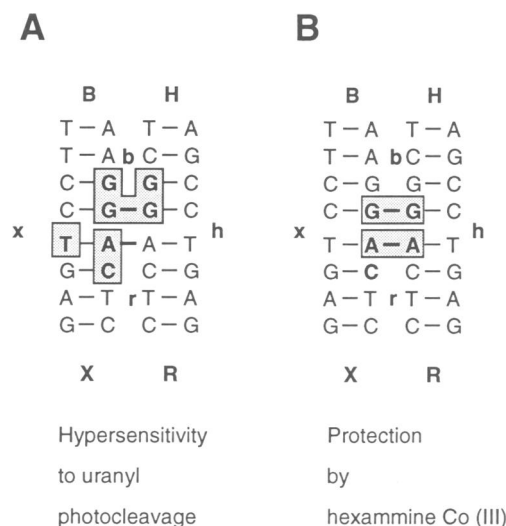 A B
B H B H
T–A T–A T–A T–A
T–A b C–G T–A b C–G
C–G G–C C–G G–C
C–G–G–C C–G–G–C
x h x h
T–A–A–T T–A–A–T
G–C C–G G–C C–G
A–T r T–A A–T r T–A
G–C C–G G–C C–G
X R X R
Hypersensitivity Protection
to uranyl by
photocleavage hexammine Co (III)